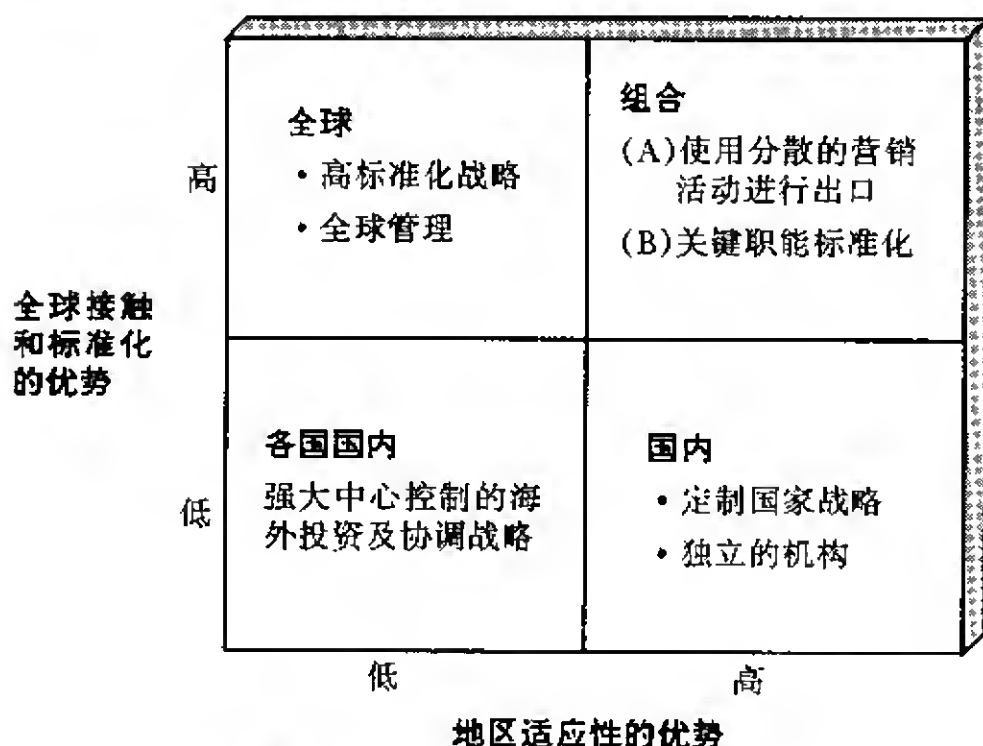 全球
• 高标准化战略
• 全球管理
组合
(A)使用分散的营销
活动进行出口
(B)关键职能标准化
高
全球接触
和标准化
的优势
各国国内
强大中心控制的海
外投资及协调战略
国内
• 定制国家战略
• 独立的机构
低
低
高
地区适应性的优势